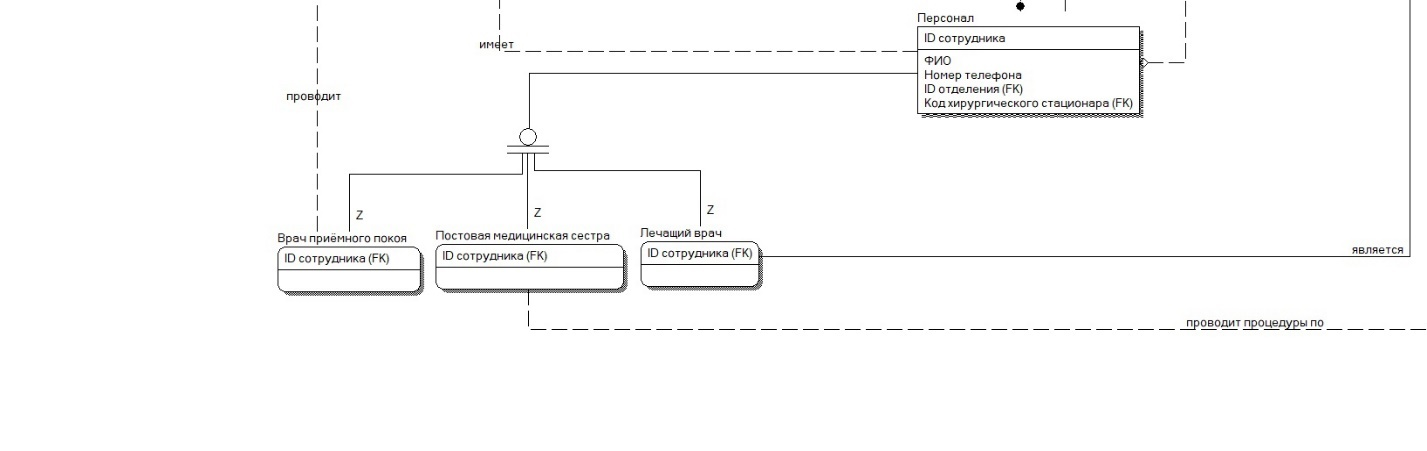 Персонал
ID сотрудника
имеет
ФИО
Номер телефона
ID отделения (FK)
Код хирургического стационара (FK)
проводит
Z
Z
Z
Врач приёмного покоя
ID сотрудника (FK)
Постовая медицинская сестра
ID сотрудника (FK)
Лечащий врач
ID сотрудника (FK)
является
проводит процедуры по